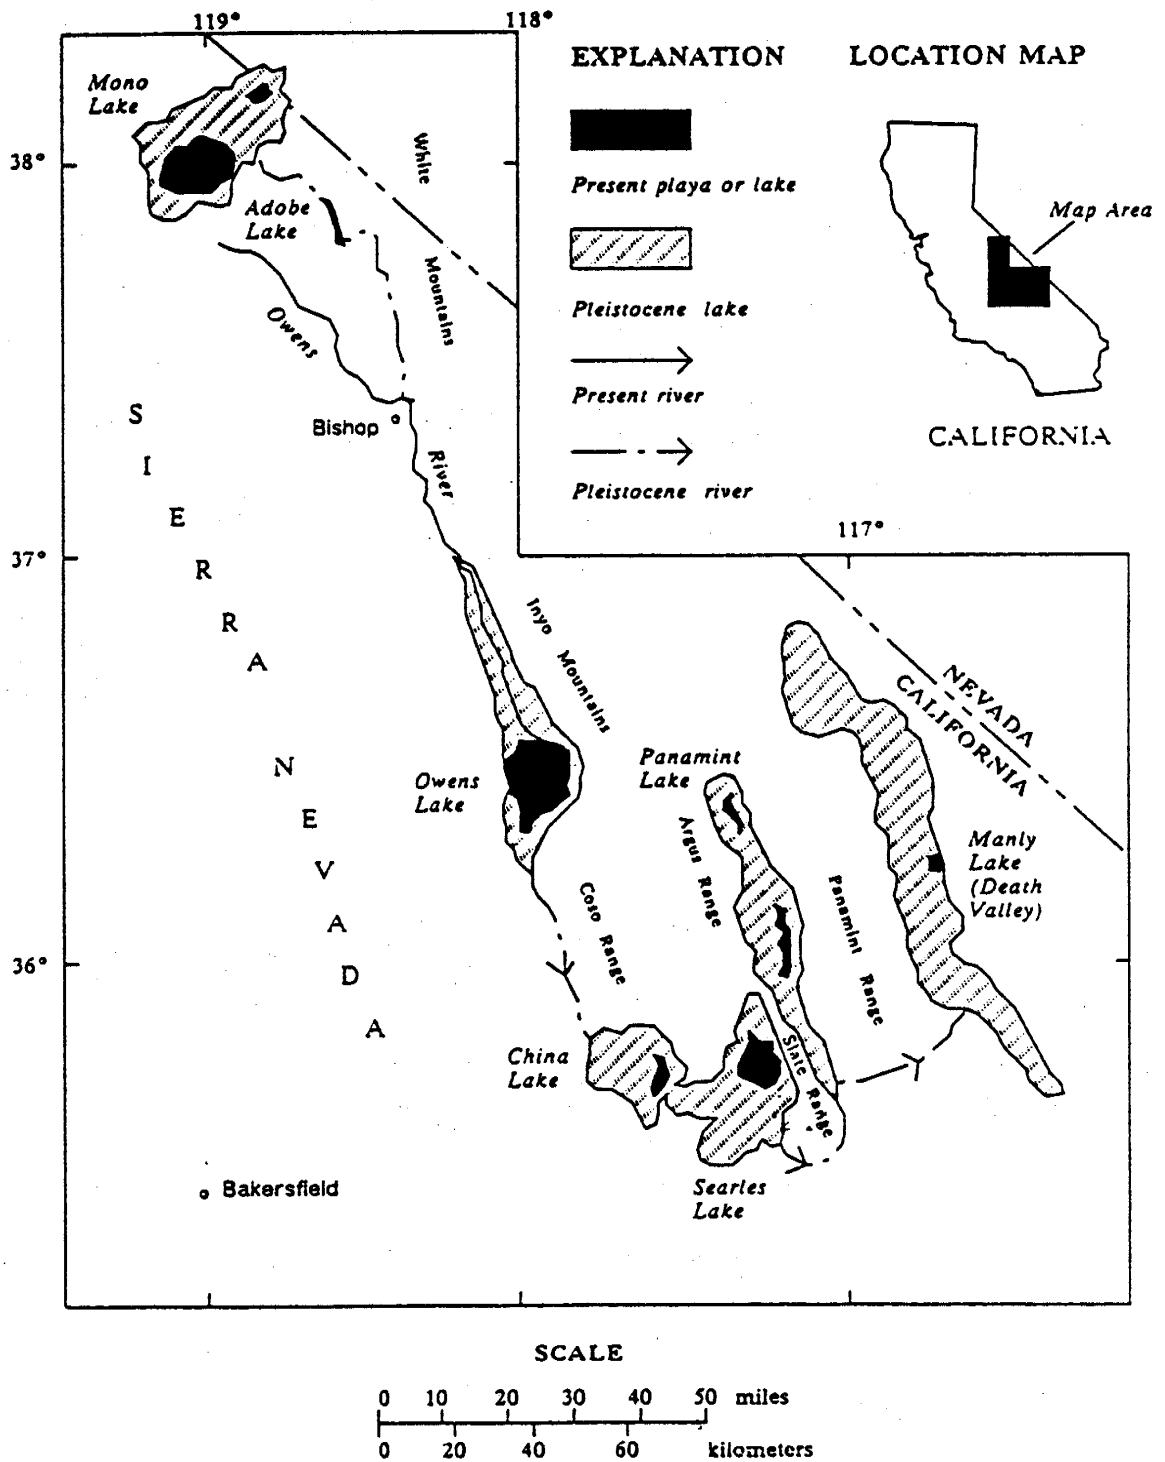 119°
118°
EXPLANATION
LOCATION MAP
Mono
Lake
White
38°
Present playa or lake
Adobe
Lake
Map Area
Mountains
Pleistocene lake
Owens
Present river
Bishop
CALIFORNIA
River
Pleistocene river
117°
37°
SIERRA NEVADA
Inyo Mountains
NEVADA
CALIFORNIA
Panamint
Lake
Owens
Lake
Argus Range
Manly
Lake
(Death
Valley)
Coso Range
Panamint Range
36°
China
Lake
Slate Range
Bakersfield
Searles
Lake
SCALE
0 10 20 30 40 50 miles
0 20 40 60 kilometers